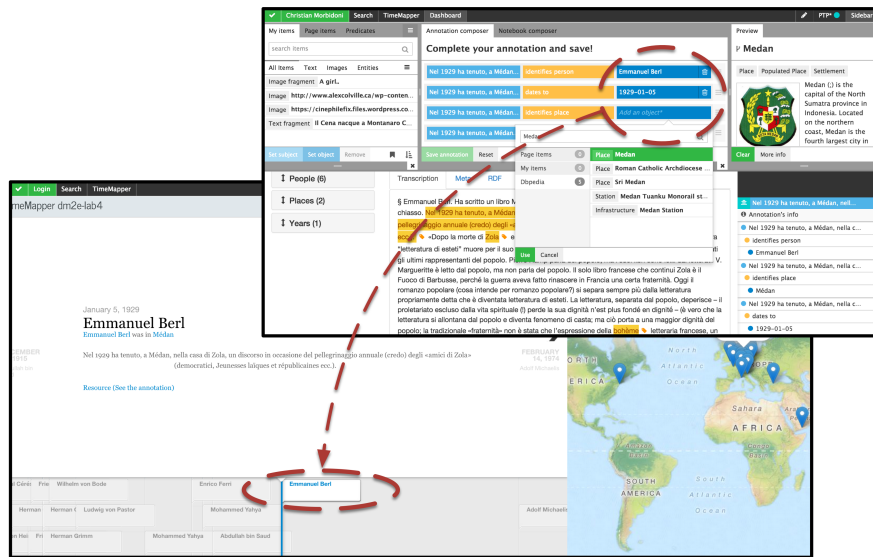 Christian Morbidoni Search TimeMapper Dashboard
PTP*
Sidebar
My items Page items Predicates
search items
All items Text Images Entities
Image fragment A girl..
Image http://www.alexcolville.ca/wp-conten...
Image https://cinephilefix.files.wordpress.co...
Text fragment Il Cena nacque a Montanaro C...
Set subject Set object Remove
Annotation composer Notebook composer
Complete your annotation and save!
Nel 1929 ha tenuto, a Médan... identifies person Emmanuel Berl
Nel 1929 ha tenuto, a Médan... dates to 1929-01-05
Nel 1929 ha tenuto, a Médan... identifies place Add an object*
Nel 1929 ha tenuto, a Médan...
Medan
Save annotation Reset
Page items 0
My items 0
Dbpedia 5
Place Medan
Place Roman Catholic Archdiocese ...
Place Sri Medan
Station Medan Tuanku Monorail st...
Infrastructure Medan Station
Use Cancel
Preview
Medan
Place Populated Place Settlement
Medan (;) is the
capital of the North
Sumatra province in
Indonesia. Located
on the northern
coast, Medan is the
fourth largest city in
Clear More info
People (6)
Places (2)
Years (1)
Transcription Meta RDF
§ Emmanuel Berl. Ha scritto un libro M
chiasso. Nel 1929 ha tenuto, a Médan
pellegrinaggio annuale (credo) degli «a
ecc. «Dopo la morte di Zola e
"letteratura di esteti" muore per il suo
gli ultimi rappresentanti del popolo.
Margueritte è letto dal popolo, ma non parla del popolo. Il solo libro francese che continui Zola è il
Fuoco di Barbusse, perché la guerra aveva fatto rinascere in Francia una certa fraternità. Oggi il
romanzo popolare (cosa intende per romanzo popolare?) si separa sempre più dalla letteratura
propriamente detta che è diventata letteratura di esteti. La letteratura, separata dal popolo, deperisce – il
proletariato escluso dalla vita spirituale (!) perde la sua dignità n'est plus fondé en dignité – (è vero che la
letteratura si allontana dal popolo e diventa fenomeno di casta; ma ciò porta a una maggior dignità del
popolo; la tradizionale «fraternità» non è stata che l'espressione della bohème letteraria francese, un
Nel 1929 ha tenuto, a Médan, nell...
Annotation's info
Nel 1929 ha tenuto, a Médan, nella c...
identifies person
Emmanuel Berl
Nel 1929 ha tenuto, a Médan, nella c...
identifies place
Médan
Nel 1929 ha tenuto, a Médan, nella c...
dates to
1929-01-05
Login Search TimeMapper
meMapper dm2e-lab4
January 5, 1929
Emmanuel Berl
Emmanuel Berl was in Médan
Nel 1929 ha tenuto, a Médan, nella casa di Zola, un discorso in occasione del pellegrinaggio annuale (credo) degli «amici di Zola»
(democratici, Jeunesses laïques et républicaines ecc.).
Resource (See the annotation)
CEMBER
1915
FEBRUARY
14, 1974
Adolf Michaelis
North
Atlantic
Ocean
Sahara
AFRICA
SOUTH
AMERICA
South
Atlantic
Ocean
Wilhelm von Bode
Enrico Ferri
Emmanuel Berl
Herman
Ludwig von Pastor
Mohammed Yahya
Herman Grimm
Mohammed Yahya
Abdullah bin Saud